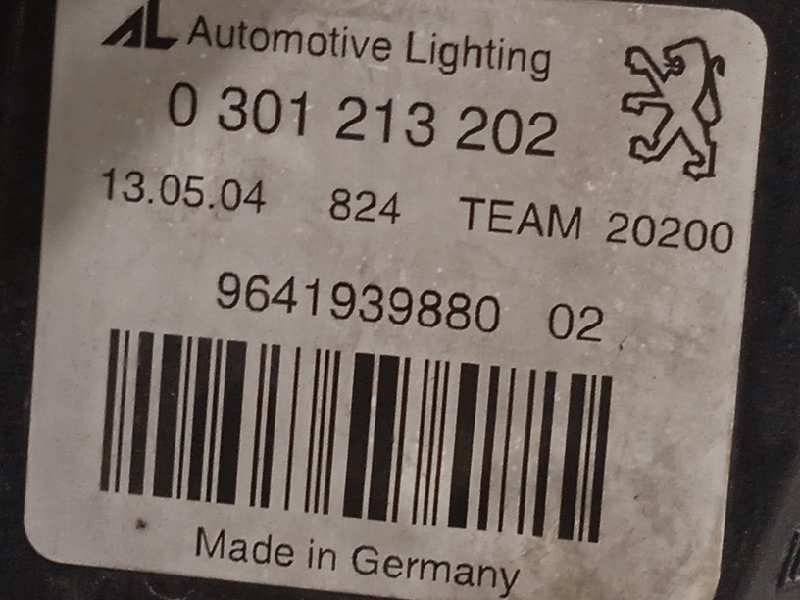 AL Automotive Lighting
0 301 213 202
13.05.04 824 TEAM 20200
9641939880 02
Made in Germany